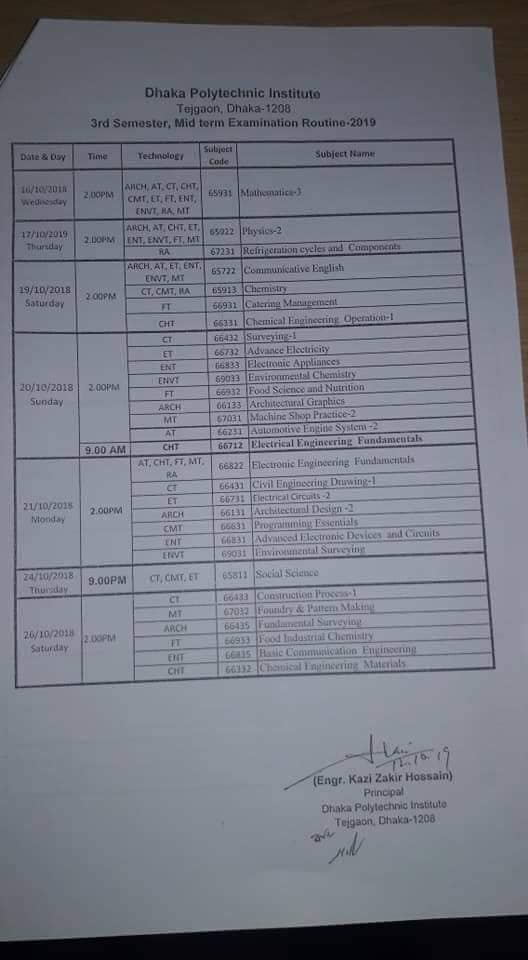 Dhaka Polytechnic Institute
Tejgaon, Dhaka-1208
3rd Semester, Mid term Examination Routine-2019
Date & Day Time Technology Subject Code Subject Name
16/10/2018 Wednesday 2.00PM ARCH, AT, CT, CHT, CMT, ET, FT, ENT, ENVT, RA, MT 65931 Mathematics-3
17/10/2019 Thursday 2.00PM ARCH, AT, CHT, ET, ENT, ENVT, FT, MT 65922 Physics-2
RA 67231 Refrigeration cycles and Components
19/10/2018 Saturday 2.00PM ARCH, AT, ET, ENT, ENVT, MT 65722 Communicative English
CT, CMT, RA 65913 Chemistry
FT 66931 Catering Management
CHT 66331 Chemical Engineering Operation-1
20/10/2018 Sunday 2.00PM CT 66432 Surveying-1
ET 66732 Advance Electricity
ENT 66833 Electronic Appliances
ENVT 69033 Environmental Chemistry
FT 66932 Food Science and Nutrition
ARCH 66133 Architectural Graphics
MT 67031 Machine Shop Practice-2
AT 66231 Automotive Engine System -2
9.00 AM CHT 66712 Electrical Engineering Fundamentals
21/10/2018 Monday 2.00PM AT, CHT, FT, MT, RA 66822 Electronic Engineering Fundamentals
CT 66431 Civil Engineering Drawing-1
ET 66731 Electrical Circuits -2
ARCH 66131 Architectural Design -2
CMT 66631 Programming Essentials
ENT 66831 Advanced Electronic Devices and Circuits
ENVT 69031 Environmental Surveying
24/10/2018 Thursday 9.00PM CT, CMT, ET 65811 Social Science
26/10/2018 Saturday 2.00PM CT 66433 Construction Process-1
MT 67032 Foundry & Pattern Making
ARCH 66435 Fundamental Surveying
FT 66933 Food Industrial Chemistry
ENT 66835 Basic Communication Engineering
CHT 66332 Chemical Engineering Materials
12.10.19
(Engr. Kazi Zakir Hossain)
Principal
Dhaka Polytechnic Institute
Tejgaon, Dhaka-1208